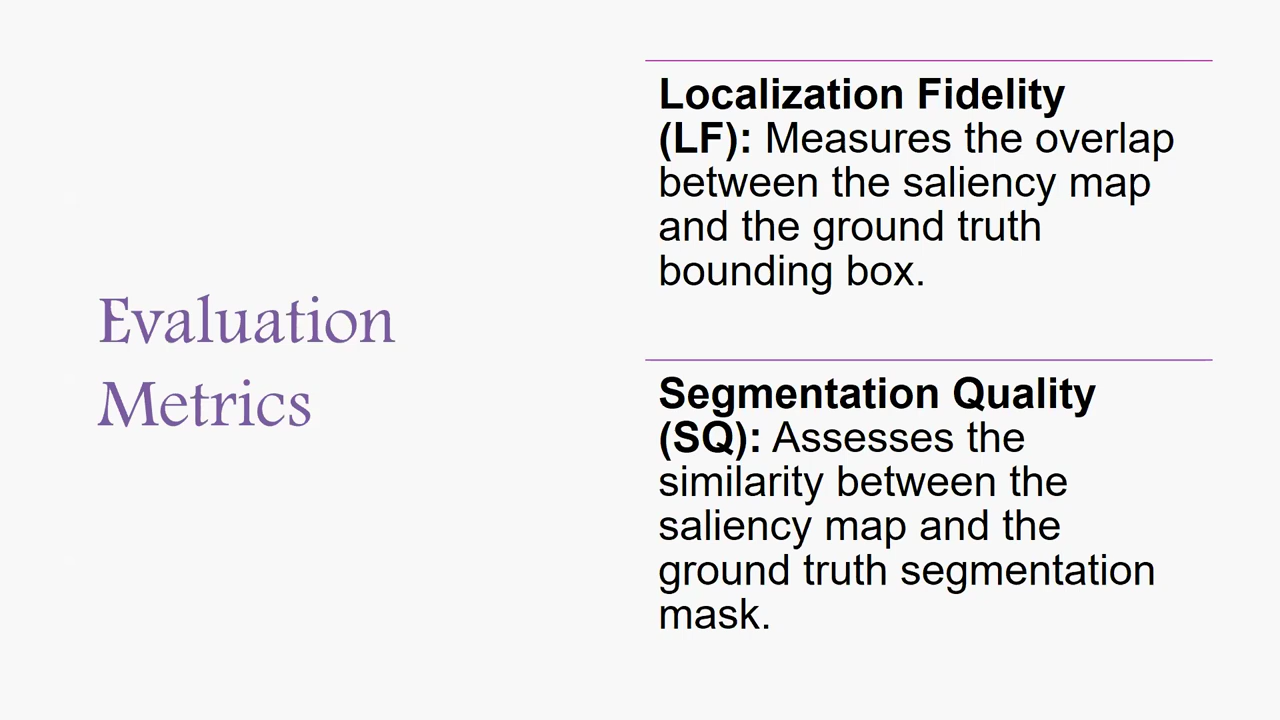 Evaluation
Metrics
Localization Fidelity
(LF): Measures the overlap
between the saliency map
and the ground truth
bounding box.
Segmentation Quality
(SQ): Assesses the
similarity between the
saliency map and the
ground truth segmentation
mask.